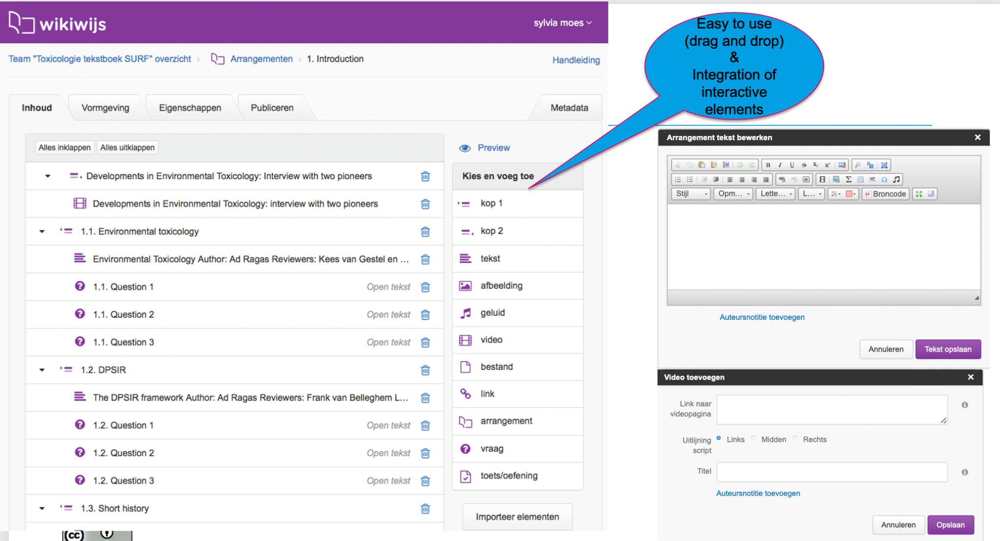 wikiwijs
sylvia moes
Team "Toxicologie tekstboek SURF" overzicht › Arrangementen › 1. Introduction
Handleiding
Inhoud
Vormgeving
Eigenschappen
Publiceren
Metadata
Alles inklappen
Alles uitklappen
Developments in Environmental Toxicology: Interview with two pioneers
Developments in Environmental Toxicology: interview with two pioneers
1.1. Environmental toxicology
Environmental Toxicology Author: Ad Ragas Reviewers: Kees van Gestel en ...
1.1. Question 1 Open tekst
1.1. Question 2 Open tekst
1.1. Question 3 Open tekst
1.2. DPSIR
The DPSIR framework Author: Ad Ragas Reviewers: Frank van Belleghem L...
1.2. Question 1 Open tekst
1.2. Question 2 Open tekst
1.2. Question 3 Open tekst
1.3. Short history
(cc)
Preview
Kies en voeg toe
kop 1
kop 2
tekst
afbeelding
geluid
video
bestand
link
arrangement
vraag
toets/oefening
Importeer elementen
Easy to use
(drag and drop)
&
Integration of
interactive
elements
Arrangement tekst bewerken
B I U S X₂ X²
Σ Ω
Stijl
Opm...
Lette...
L...
Broncode
Auteursnotitie toevoegen
Annuleren
Tekst opslaan
Video toevoegen
Link naar
videopagina
Uitlijning
script
Links
Midden
Rechts
Titel
Auteursnotitie toevoegen
Annuleren
Opslaan